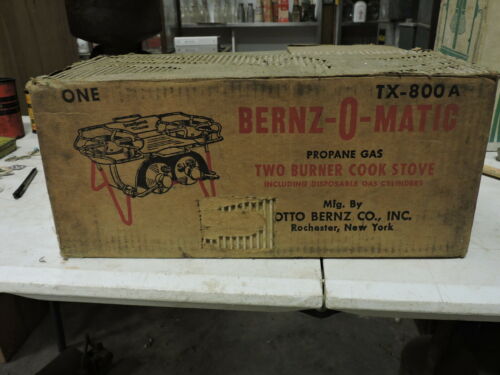 ONE
TX-800A
BERNZ-O-MATIC
PROPANE GAS
TWO BURNER COOK STOVE
INCLUDING DISPOSABLE GAS CYLINDERS
Mfg. By
OTTO BERNZ CO., INC.
Rochester, New York